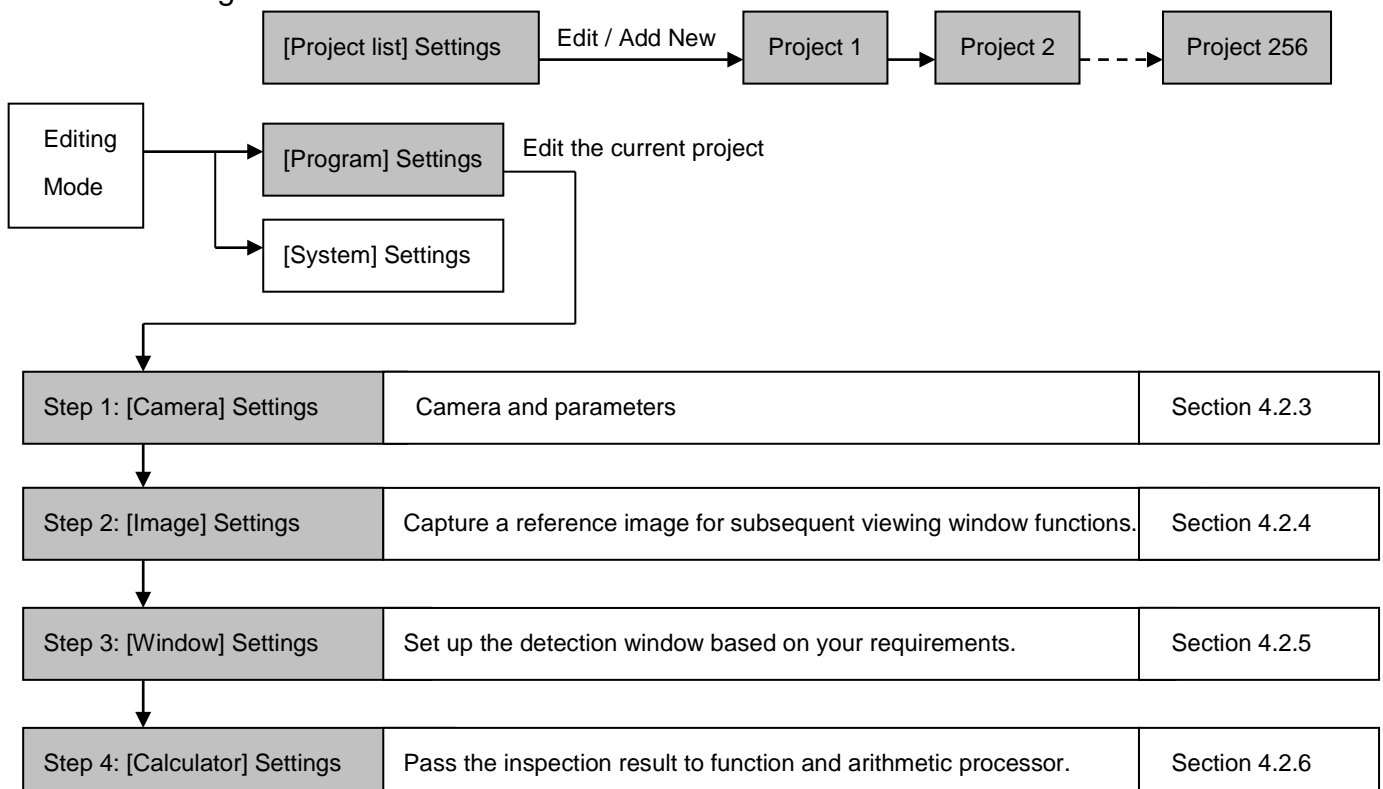 [Project list] Settings
Edit / Add New
Project 1
Project 2
Project 256
Editing
Mode
[Program] Settings
Edit the current project
[System] Settings
Step 1: [Camera] Settings
Camera and parameters
Section 4.2.3
Step 2: [Image] Settings
Capture a reference image for subsequent viewing window functions.
Section 4.2.4
Step 3: [Window] Settings
Set up the detection window based on your requirements.
Section 4.2.5
Step 4: [Calculator] Settings
Pass the inspection result to function and arithmetic processor.
Section 4.2.6